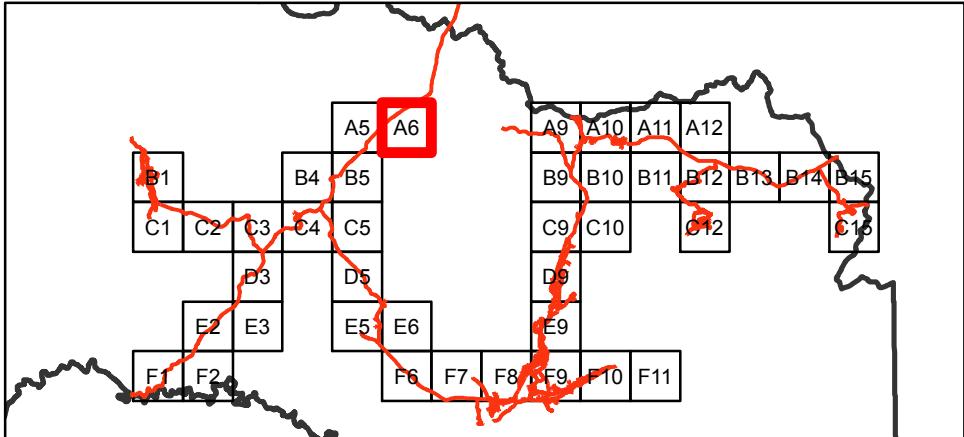 A5 A6 A9 A10 A11 A12
B1 B4 B5 B9 B10 B11 B12 B13 B14 B15
C1 C2 C3 C4 C5 C9 C10 C12 C15
D3 D5 D9
E2 E3 E5 E6 E9
F1 F2 F6 F7 F8 F9 F10 F11